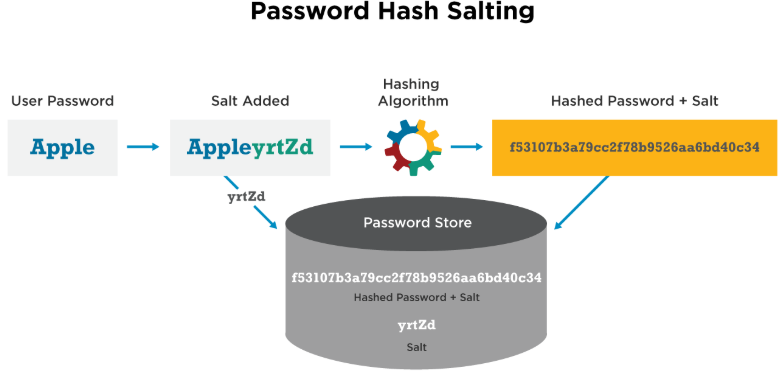 Password Hash Salting
User Password
Salt Added
Hashing
Algorithm
Hashed Password + Salt
Apple
AppleyrtZd
f53107b3a79cc2f78b9526aa6bd40c34
yrtZd
Password Store
f53107b3a79cc2f78b9526aa6bd40c34
Hashed Password + Salt
yrtZd
Salt